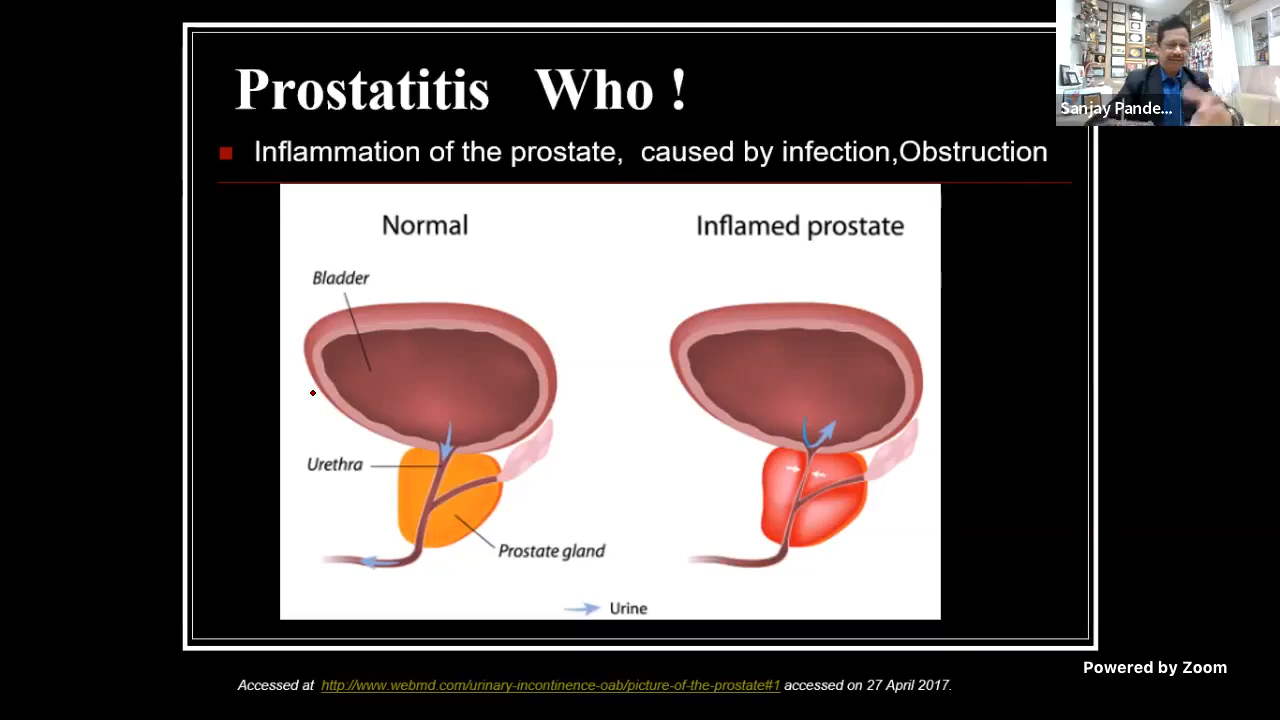 Prostatitis Who !
Inflammation of the prostate, caused by infection,Obstruction
Normal
Inflamed prostate
Bladder
Urethra
Prostate gland
Urine
Sanjay Pande...
Powered by Zoom
Accessed at http://www.webmd.com/urinary-incontinence-oab/picture-of-the-prostate#1 accessed on 27 April 2017.